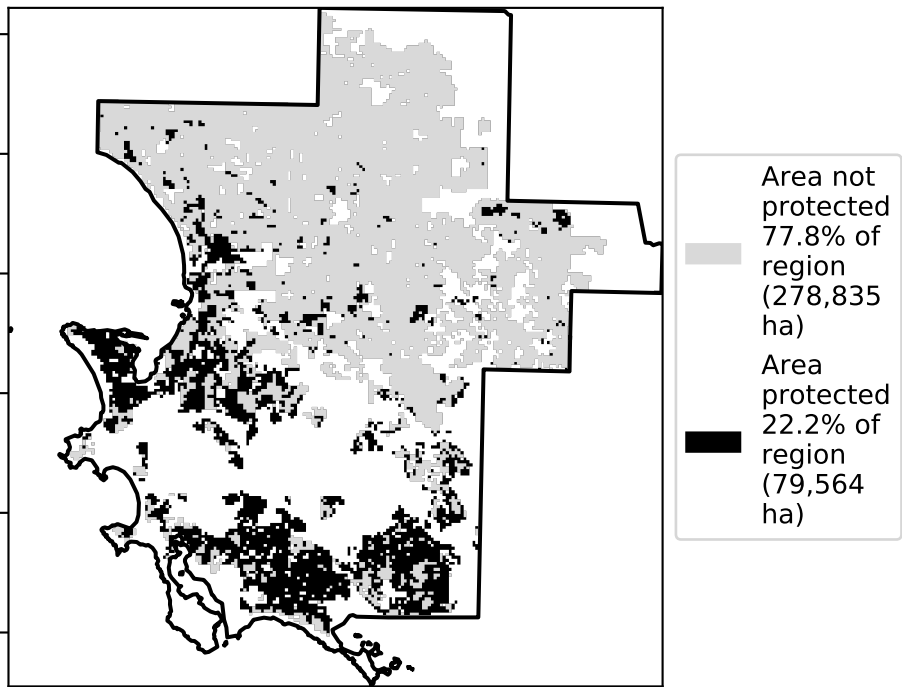 Area not
protected
77.8% of
region
(278,835
ha)
Area
protected
22.2% of
region
(79,564
ha)